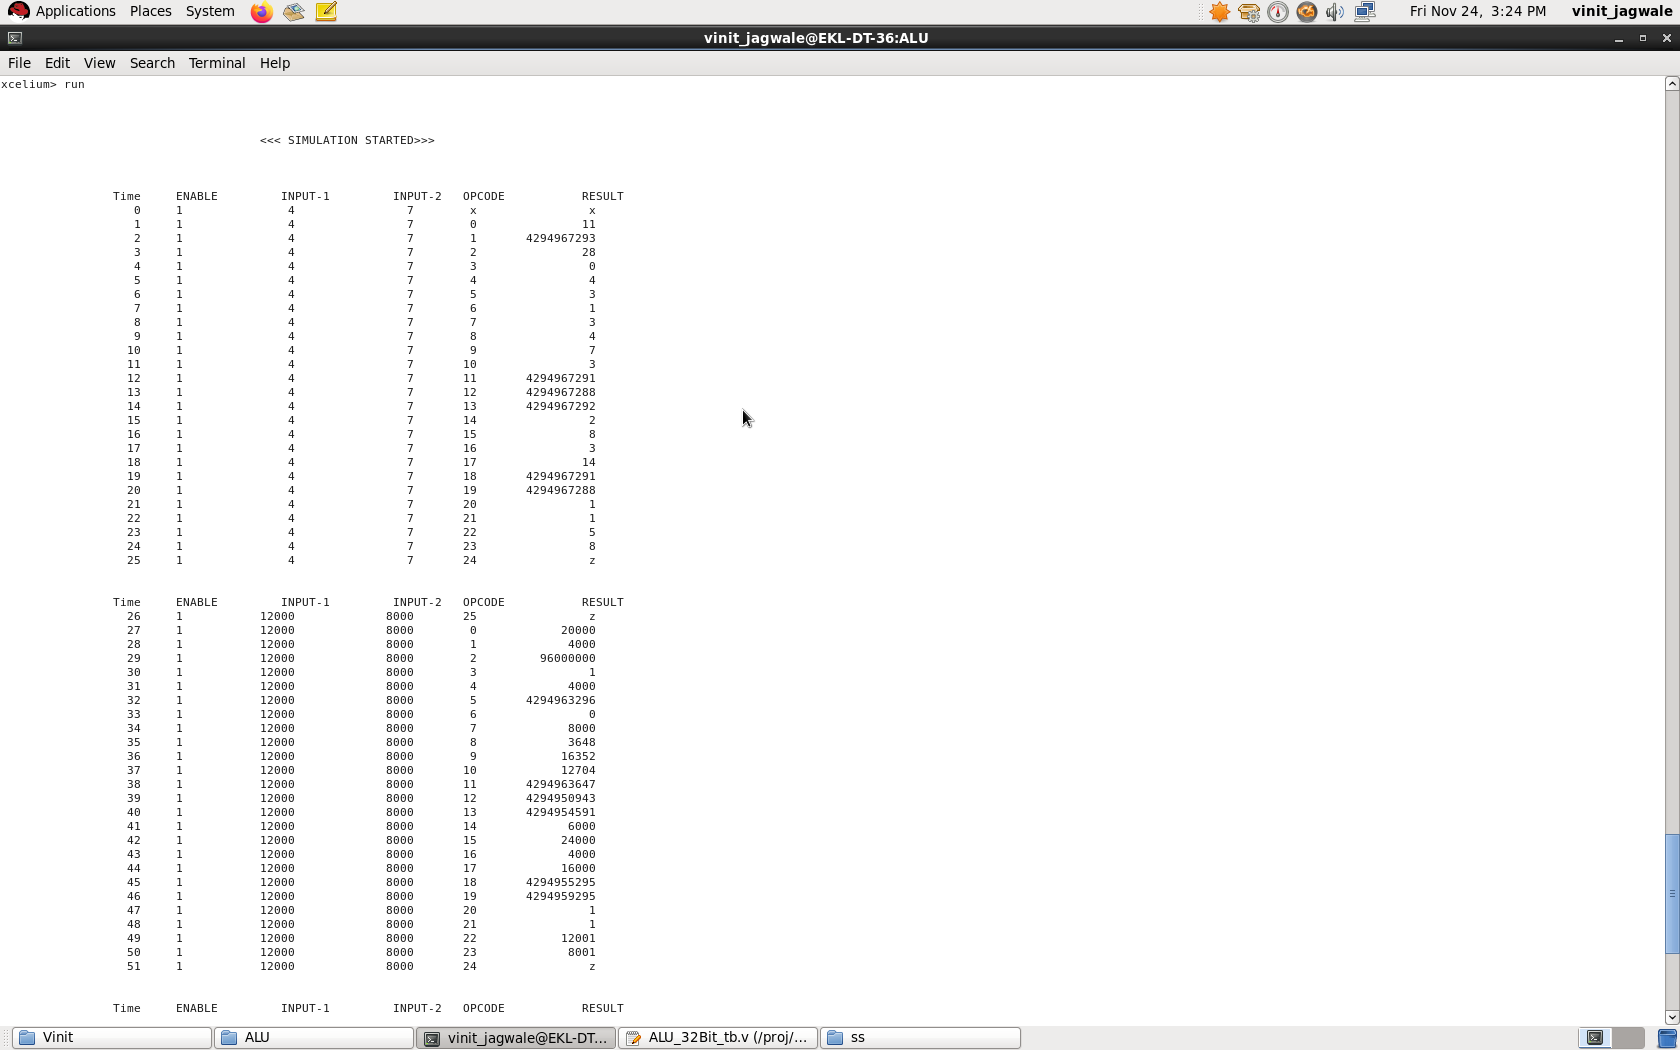 Applications Places System Fri Nov 24, 3:24 PM vinit_jagwale
vinit_jagwale@EKL-DT-36:ALU
File Edit View Search Terminal Help
xcelium> run
<<< SIMULATION STARTED>>>
Time ENABLE INPUT-1 INPUT-2 OPCODE RESULT
0 1 4 7 x x
1 1 4 7 0 11
2 1 4 7 1 4294967293
3 1 4 7 2 28
4 1 4 7 3 0
5 1 4 7 4 4
6 1 4 7 5 3
7 1 4 7 6 1
8 1 4 7 7 3
9 1 4 7 8 4
10 1 4 7 9 7
11 1 4 7 10 3
12 1 4 7 11 4294967291
13 1 4 7 12 4294967288
14 1 4 7 13 4294967292
15 1 4 7 14 2
16 1 4 7 15 8
17 1 4 7 16 3
18 1 4 7 17 14
19 1 4 7 18 4294967291
20 1 4 7 19 4294967288
21 1 4 7 20 1
22 1 4 7 21 1
23 1 4 7 22 5
24 1 4 7 23 8
25 1 4 7 24 z
Time ENABLE INPUT-1 INPUT-2 OPCODE RESULT
26 1 12000 8000 25 z
27 1 12000 8000 0 20000
28 1 12000 8000 1 4000
29 1 12000 8000 2 96000000
30 1 12000 8000 3 1
31 1 12000 8000 4 4000
32 1 12000 8000 5 4294963296
33 1 12000 8000 6 0
34 1 12000 8000 7 8000
35 1 12000 8000 8 3648
36 1 12000 8000 9 16352
37 1 12000 8000 10 12704
38 1 12000 8000 11 4294963647
39 1 12000 8000 12 4294950943
40 1 12000 8000 13 4294954591
41 1 12000 8000 14 6000
42 1 12000 8000 15 24000
43 1 12000 8000 16 4000
44 1 12000 8000 17 16000
45 1 12000 8000 18 4294955295
46 1 12000 8000 19 4294959295
47 1 12000 8000 20 1
48 1 12000 8000 21 1
49 1 12000 8000 22 12001
50 1 12000 8000 23 8001
51 1 12000 8000 24 z
Time ENABLE INPUT-1 INPUT-2 OPCODE RESULT
Vinit ALU vinit_jagwale@EKL-DT... ALU_32Bit_tb.v (/proj/... ss